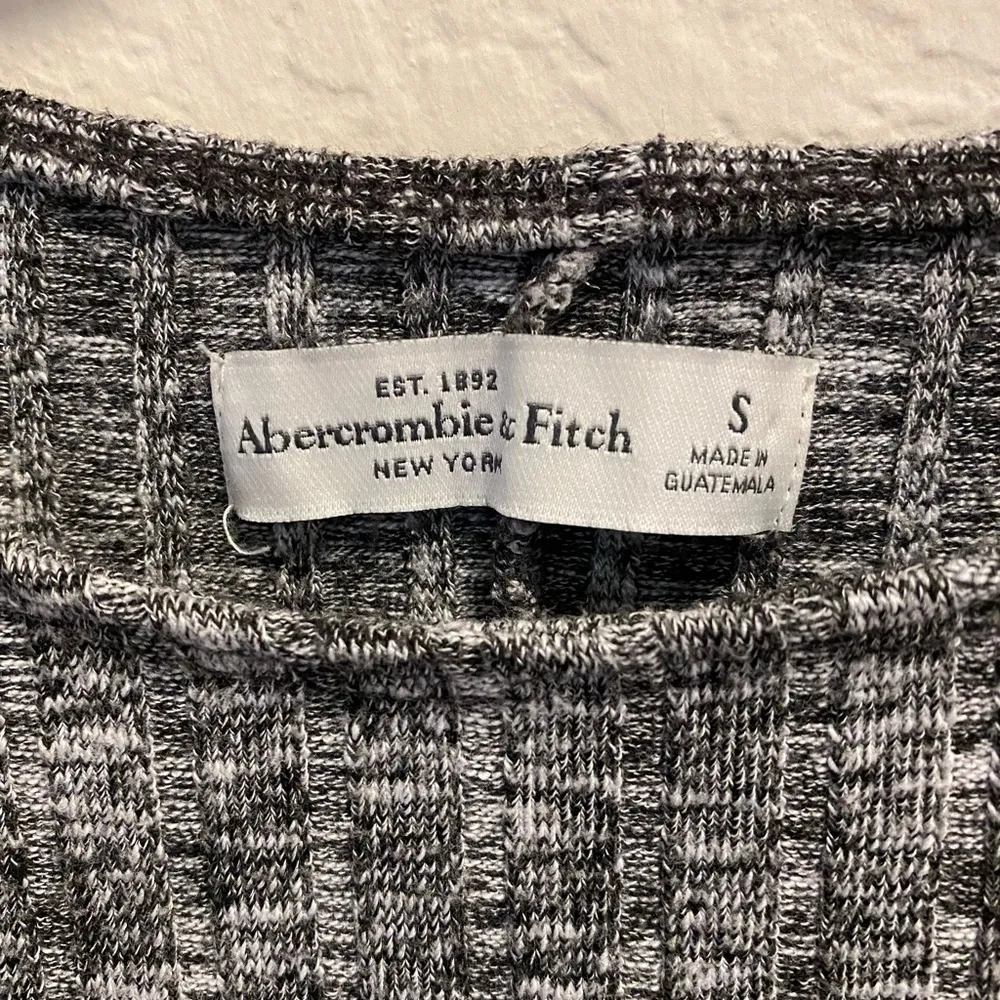 EST. 1892
Abercrombie & Fitch
NEW YORK
S
MADE IN
GUATEMALA